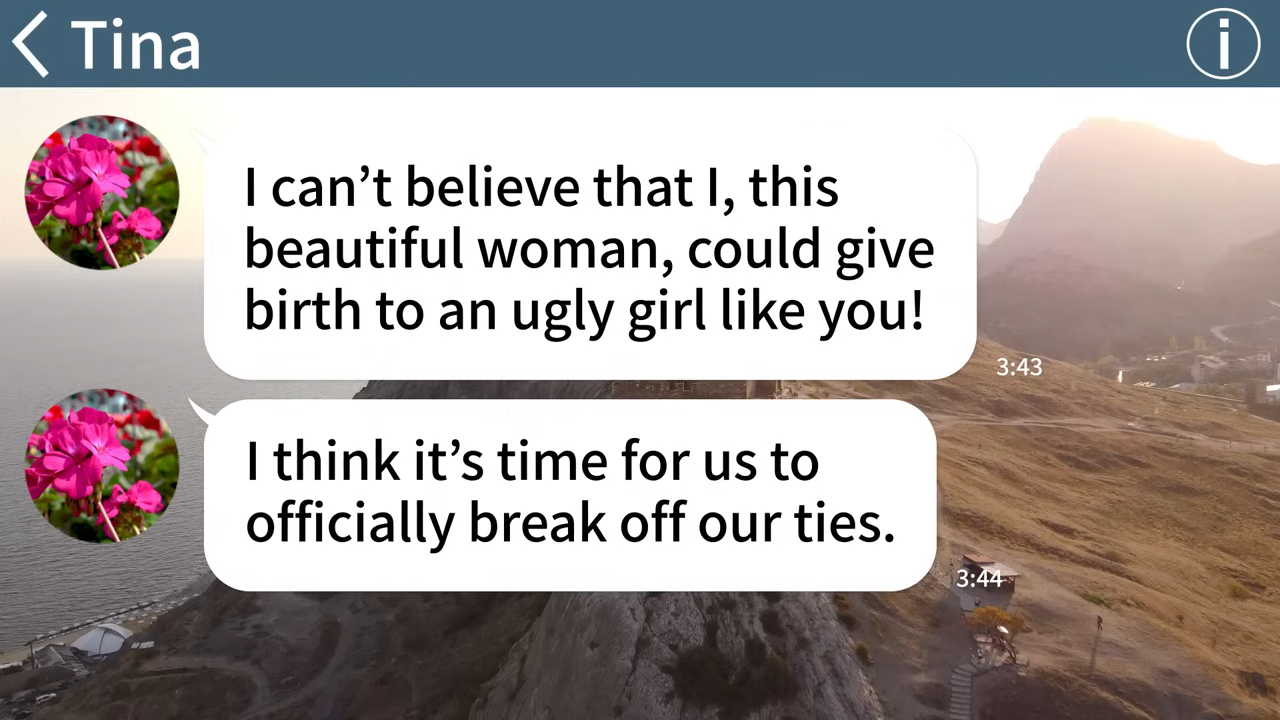 Tina
i
I can’t believe that I, this
beautiful woman, could give
birth to an ugly girl like you!
3:43
I think it’s time for us to
officially break off our ties.
3:44